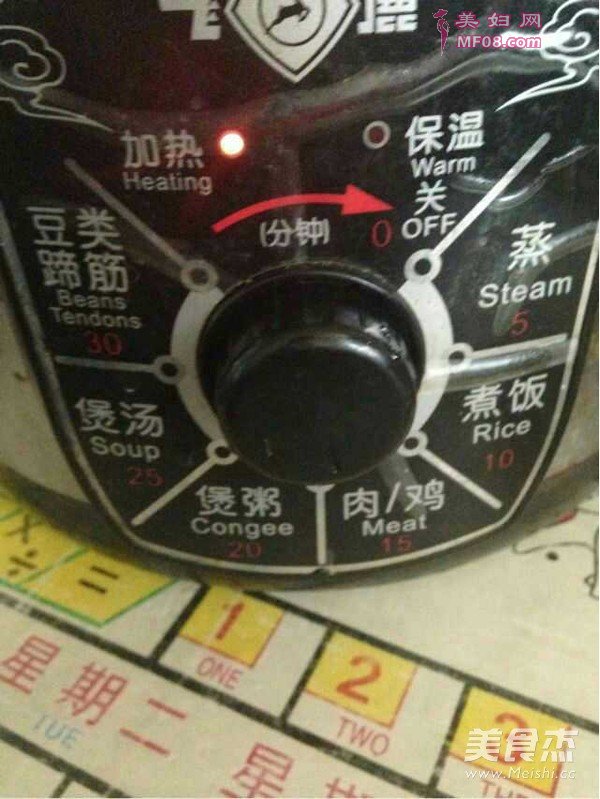 美妇网
MF08.com
加热
Heating
保温
Warm
关
OFF
(分钟)
0
豆类
蹄筋
Beans
Tendons
30
蒸
Steam
5
煲汤
Soup
25
煮饭
Rice
10
煲粥
Congee
20
肉/鸡
Meat
15
X
÷ =
1
ONE
2
TWO
3
星期二
TUE
星
美食杰
www.Meishi.cc